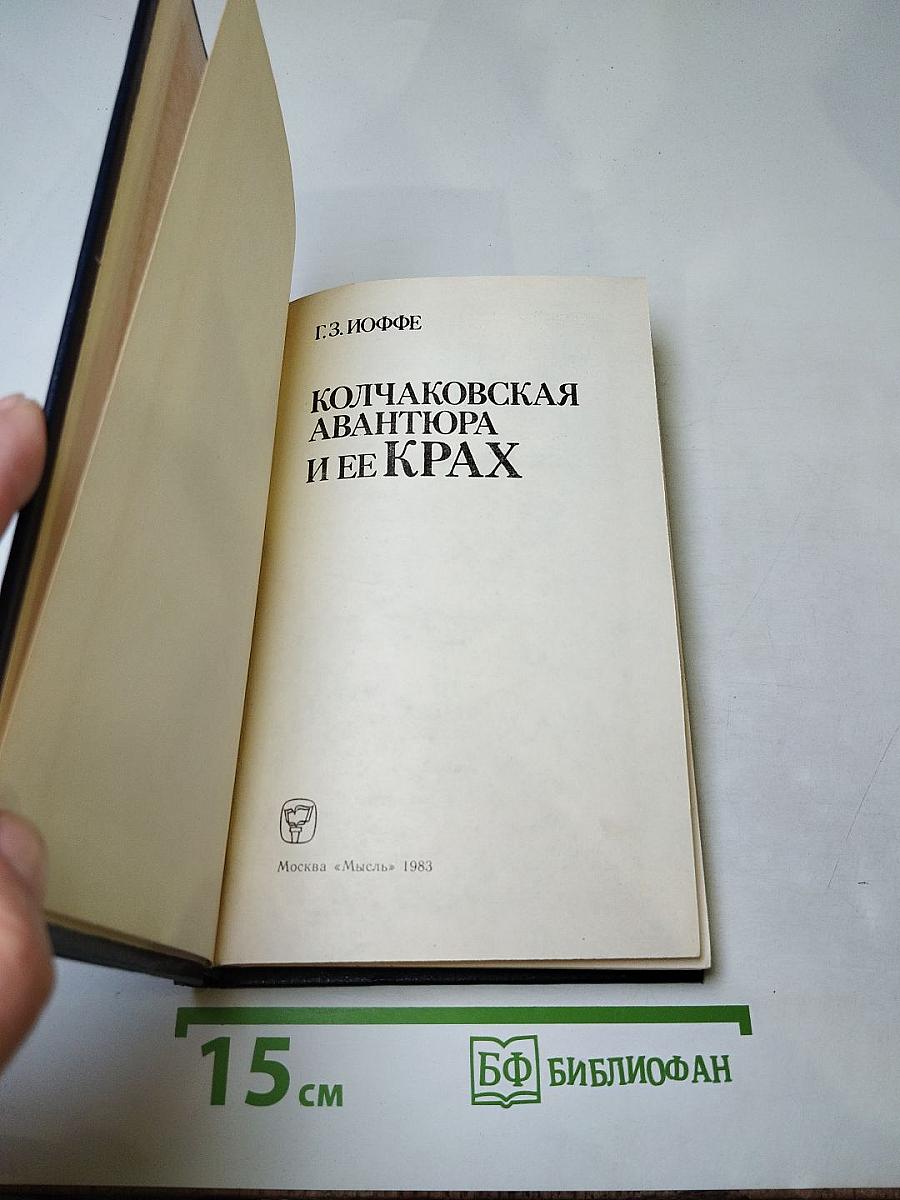 Г. З. ИОФФЕ
КОЛЧАКОВСКАЯ
АВАНТЮРА
И ЕЕ КРАХ
Москва «Мысль» 1983
15 см
БФ БИБЛИОФАН